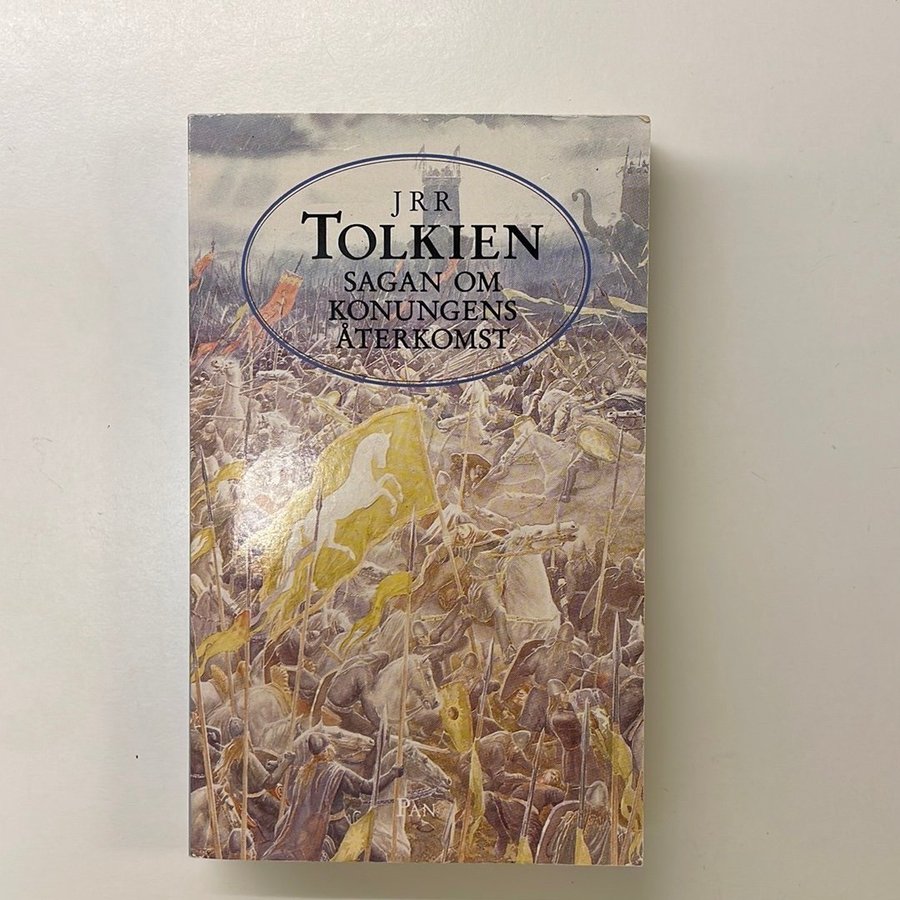 JRR
TOLKIEN
SAGAN OM
KONUNGENS
ÅTERKOMST
PAN